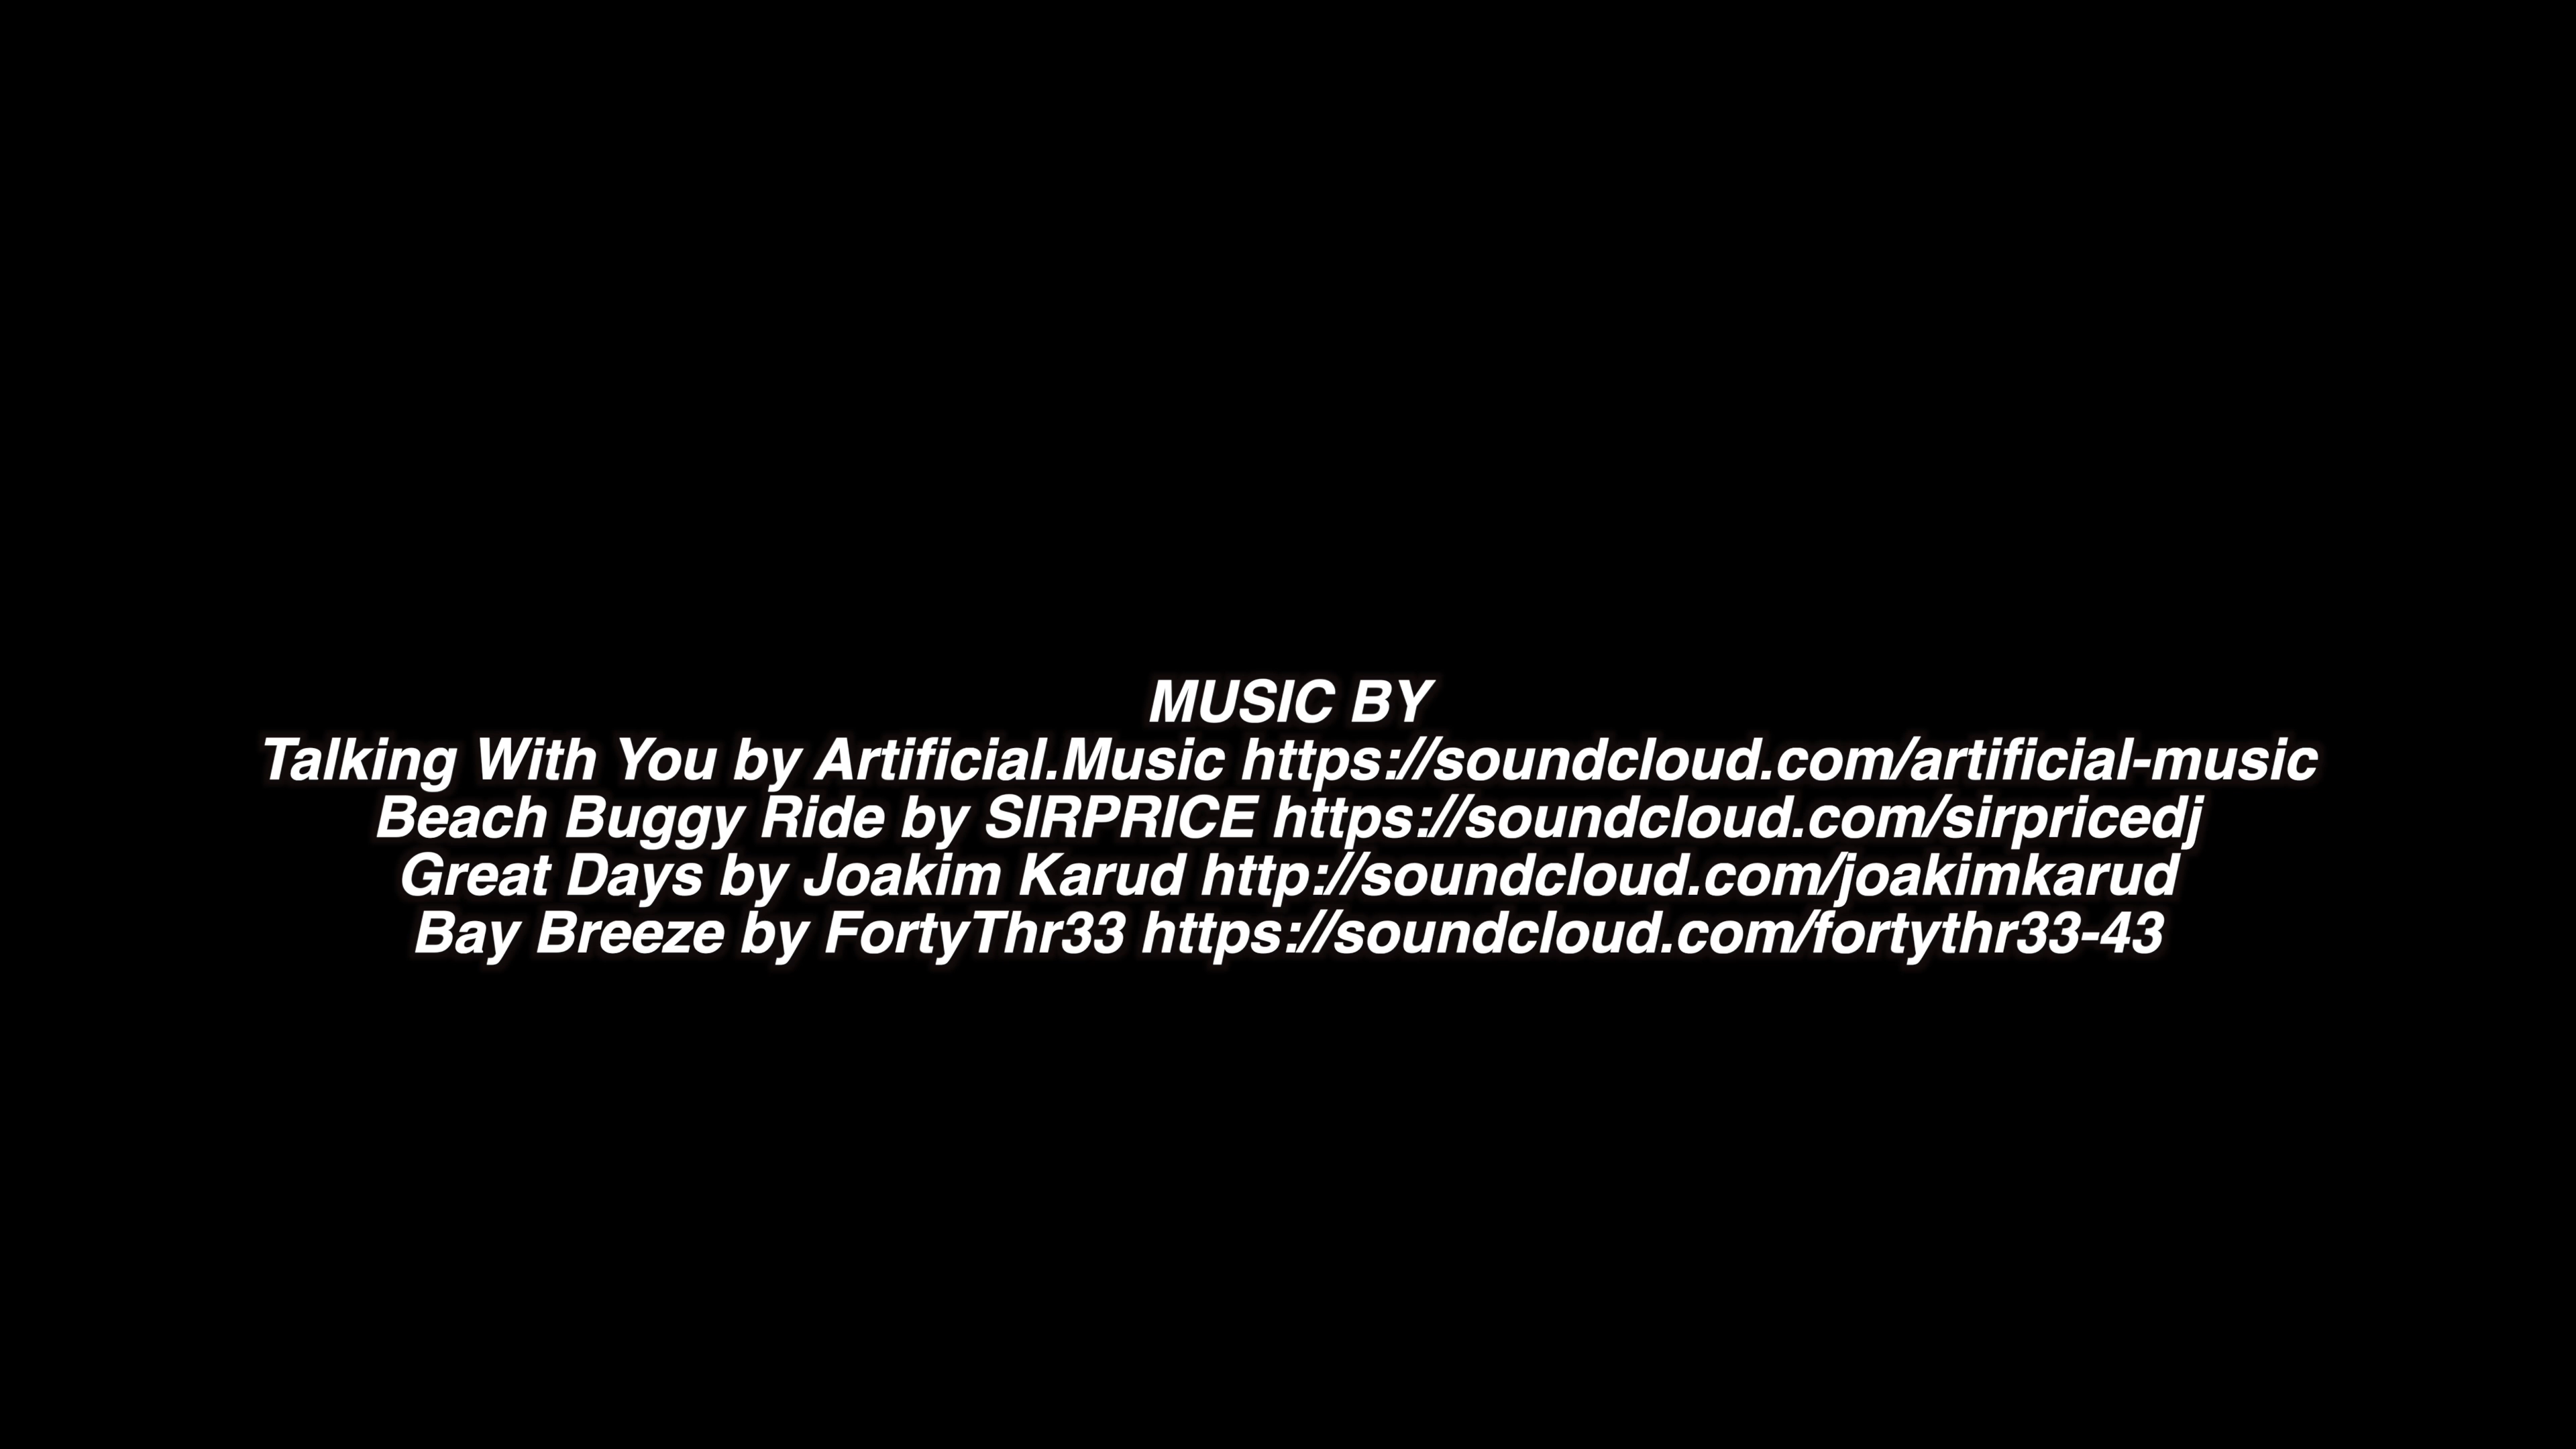 MUSIC BY
Talking With You by Artificial.Music https://soundcloud.com/artificial-music
Beach Buggy Ride by SIRPRICE https://soundcloud.com/sirpricedj
Great Days by Joakim Karud http://soundcloud.com/joakimkarud
Bay Breeze by FortyThr33 https://soundcloud.com/fortythr33-43